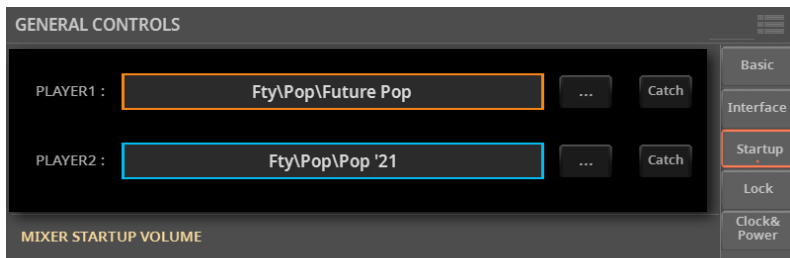 GENERAL CONTROLS
Basic
PLAYER1 : Fty\Pop\Future Pop ... Catch
Interface
Startup
PLAYER2 : Fty\Pop\Pop '21 ... Catch
Lock
Clock&
Power
MIXER STARTUP VOLUME